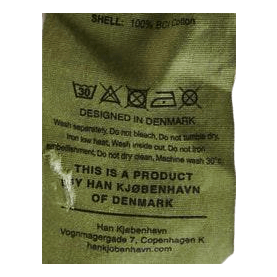 SHELL: 100% BCI Cotton
30
DESIGNED IN DENMARK
Wash separately. Do not bleach. Do not tumble dry.
Iron low heat. Wash inside out. Do not iron
embellishment. Do not dry clean. Machine wash 30°c
THIS IS A PRODUCT
BY HAN KJØBENHAVN
OF DENMARK
Han Kjøbenhavn
Vognmagergade 7, Copenhagen K
hankjobenhavn.com